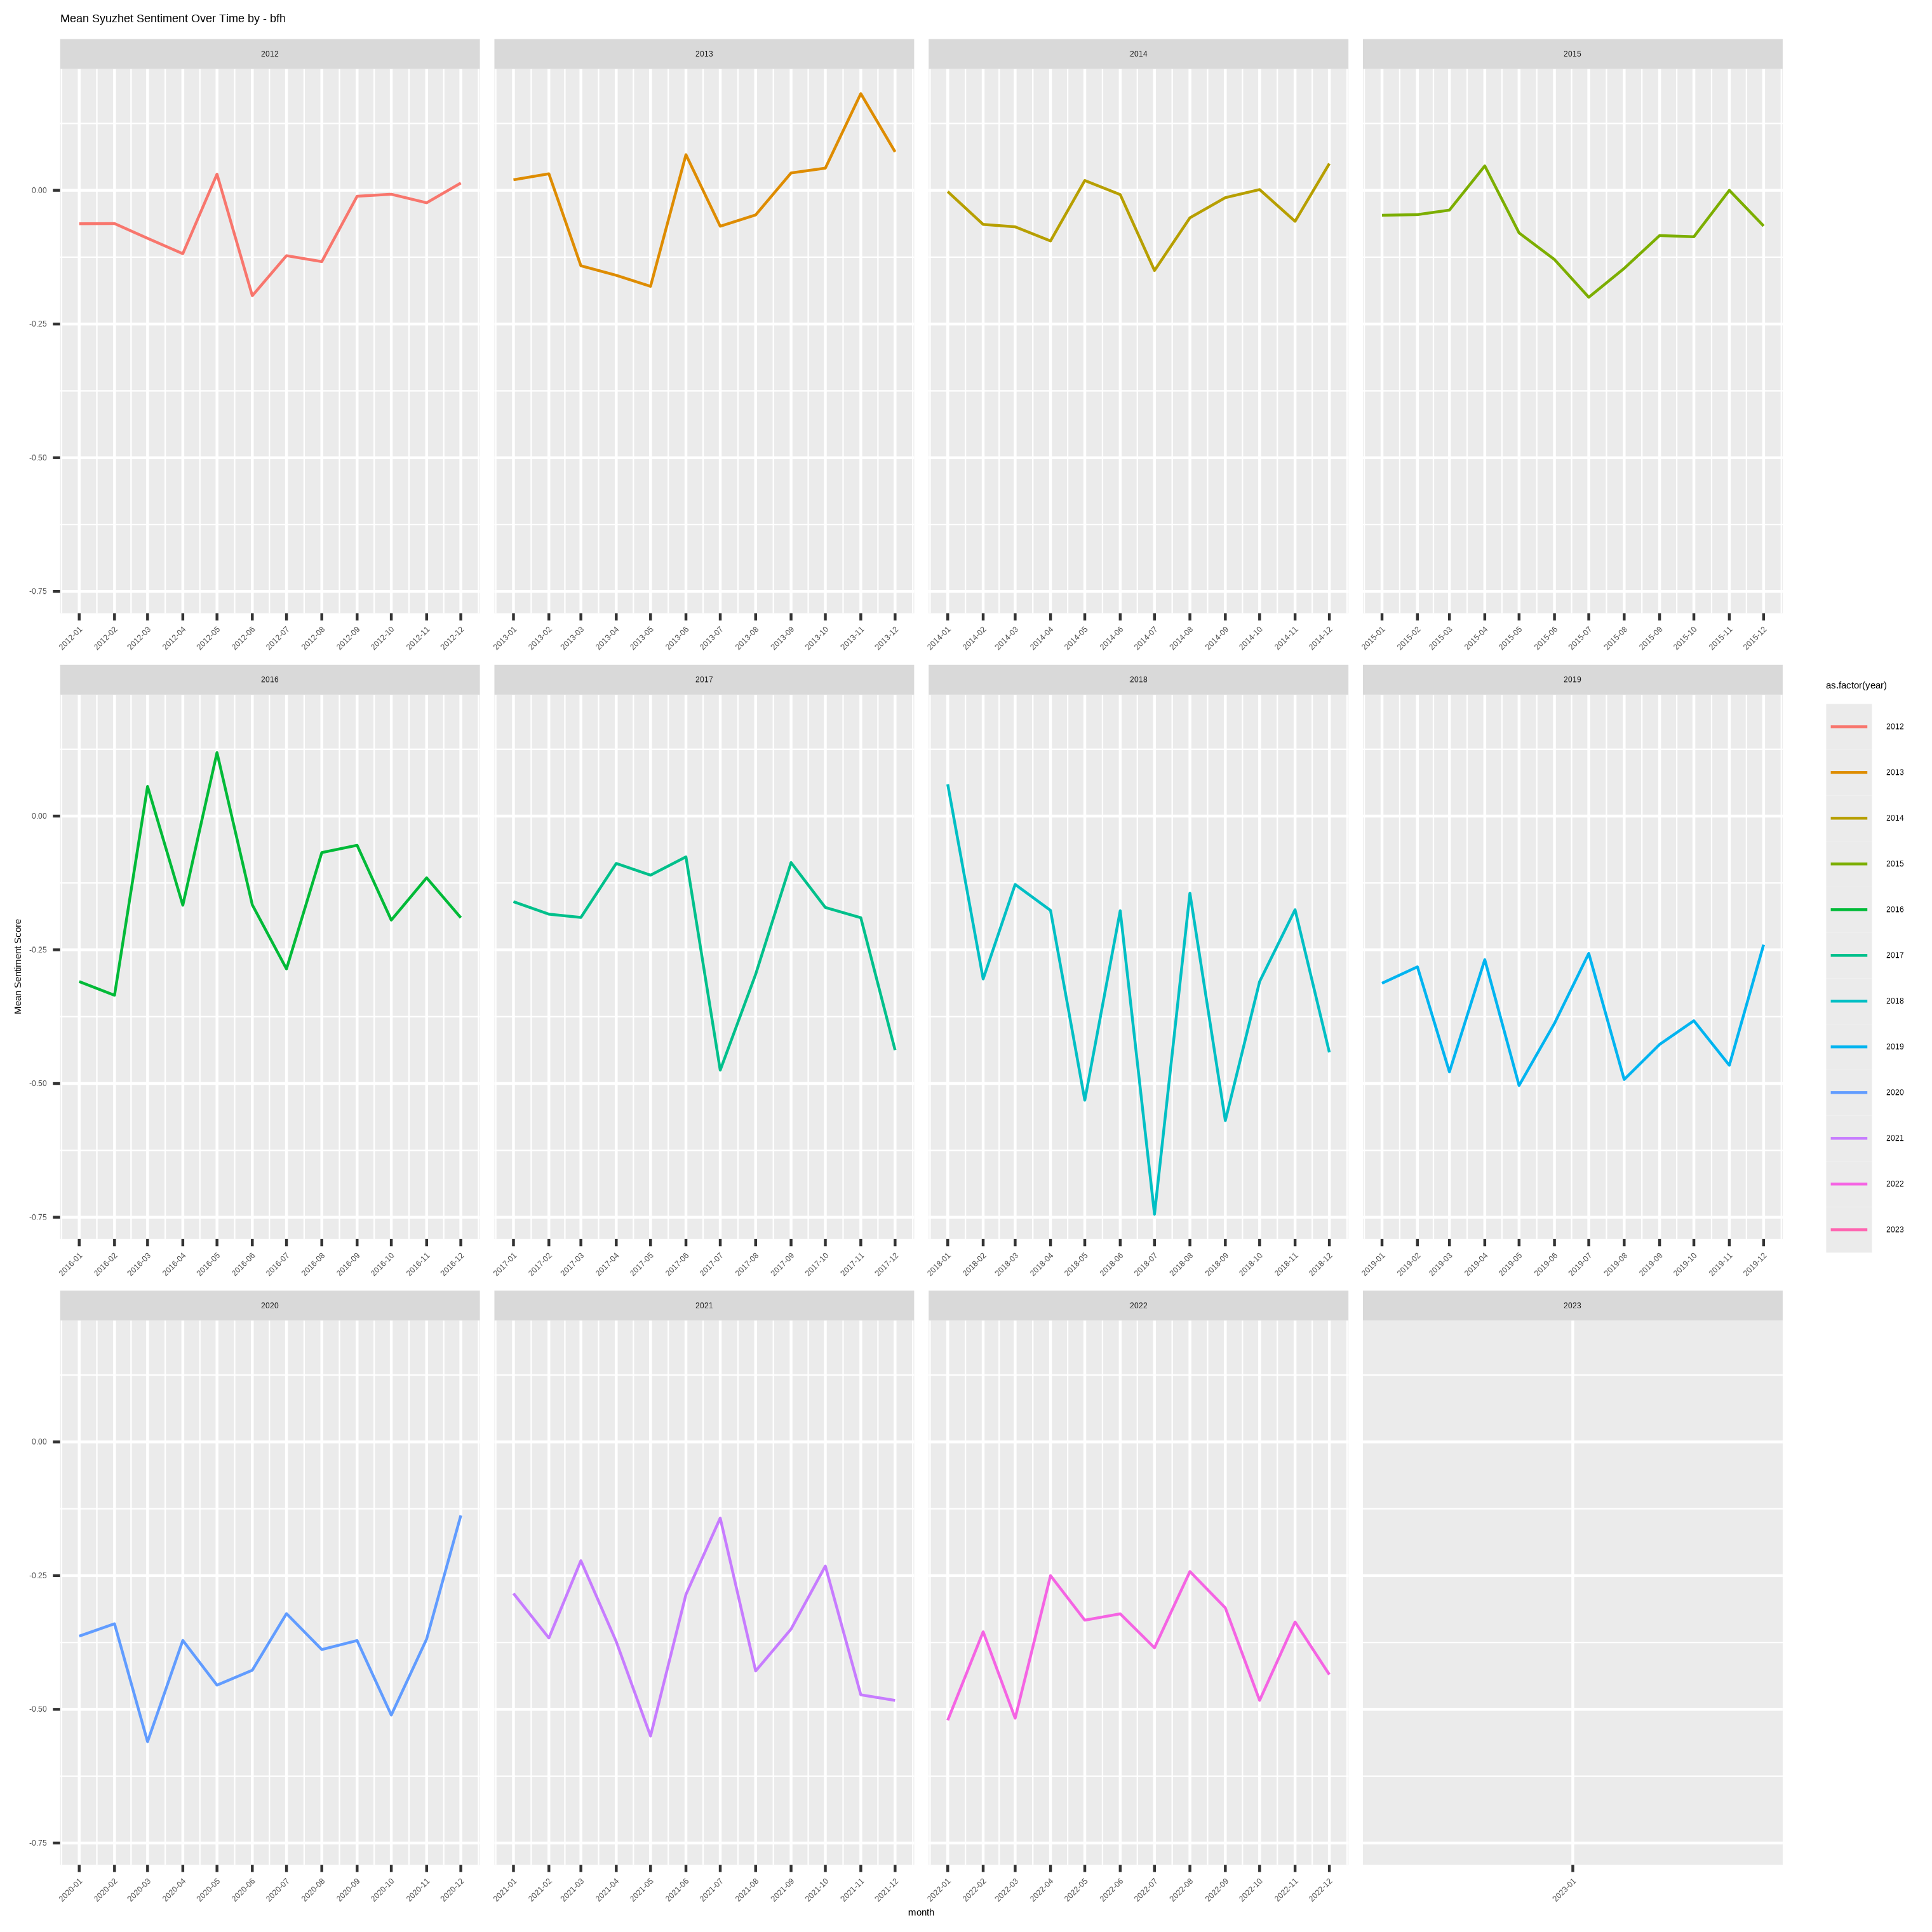 Mean Syuzhet Sentiment Over Time by - bfh
2012 2013 2014 2015
0.00
-0.25
-0.50
-0.75
2012-01 2012-02 2012-03 2012-04 2012-05 2012-06 2012-07 2012-08 2012-09 2012-10 2012-11 2012-12 2013-01 2013-02 2013-03 2013-04 2013-05 2013-06 2013-07 2013-08 2013-09 2013-10 2013-11 2013-12 2014-01 2014-02 2014-03 2014-04 2014-05 2014-06 2014-07 2014-08 2014-09 2014-10 2014-11 2014-12 2015-01 2015-02 2015-03 2015-04 2015-05 2015-06 2015-07 2015-08 2015-09 2015-10 2015-11 2015-12
2016 2017 2018 2019
0.00
-0.25
-0.50
-0.75
2016-01 2016-02 2016-03 2016-04 2016-05 2016-06 2016-07 2016-08 2016-09 2016-10 2016-11 2016-12 2017-01 2017-02 2017-03 2017-04 2017-05 2017-06 2017-07 2017-08 2017-09 2017-10 2017-11 2017-12 2018-01 2018-02 2018-03 2018-04 2018-05 2018-06 2018-07 2018-08 2018-09 2018-10 2018-11 2018-12 2019-01 2019-02 2019-03 2019-04 2019-05 2019-06 2019-07 2019-08 2019-09 2019-10 2019-11 2019-12
2020 2021 2022 2023
0.00
-0.25
-0.50
-0.75
2020-01 2020-02 2020-03 2020-04 2020-05 2020-06 2020-07 2020-08 2020-09 2020-10 2020-11 2020-12 2021-01 2021-02 2021-03 2021-04 2021-05 2021-06 2021-07 2021-08 2021-09 2021-10 2021-11 2021-12 2022-01 2022-02 2022-03 2022-04 2022-05 2022-06 2022-07 2022-08 2022-09 2022-10 2022-11 2022-12 2023-01
month
Mean Sentiment Score
as.factor(year)
2012
2013
2014
2015
2016
2017
2018
2019
2020
2021
2022
2023